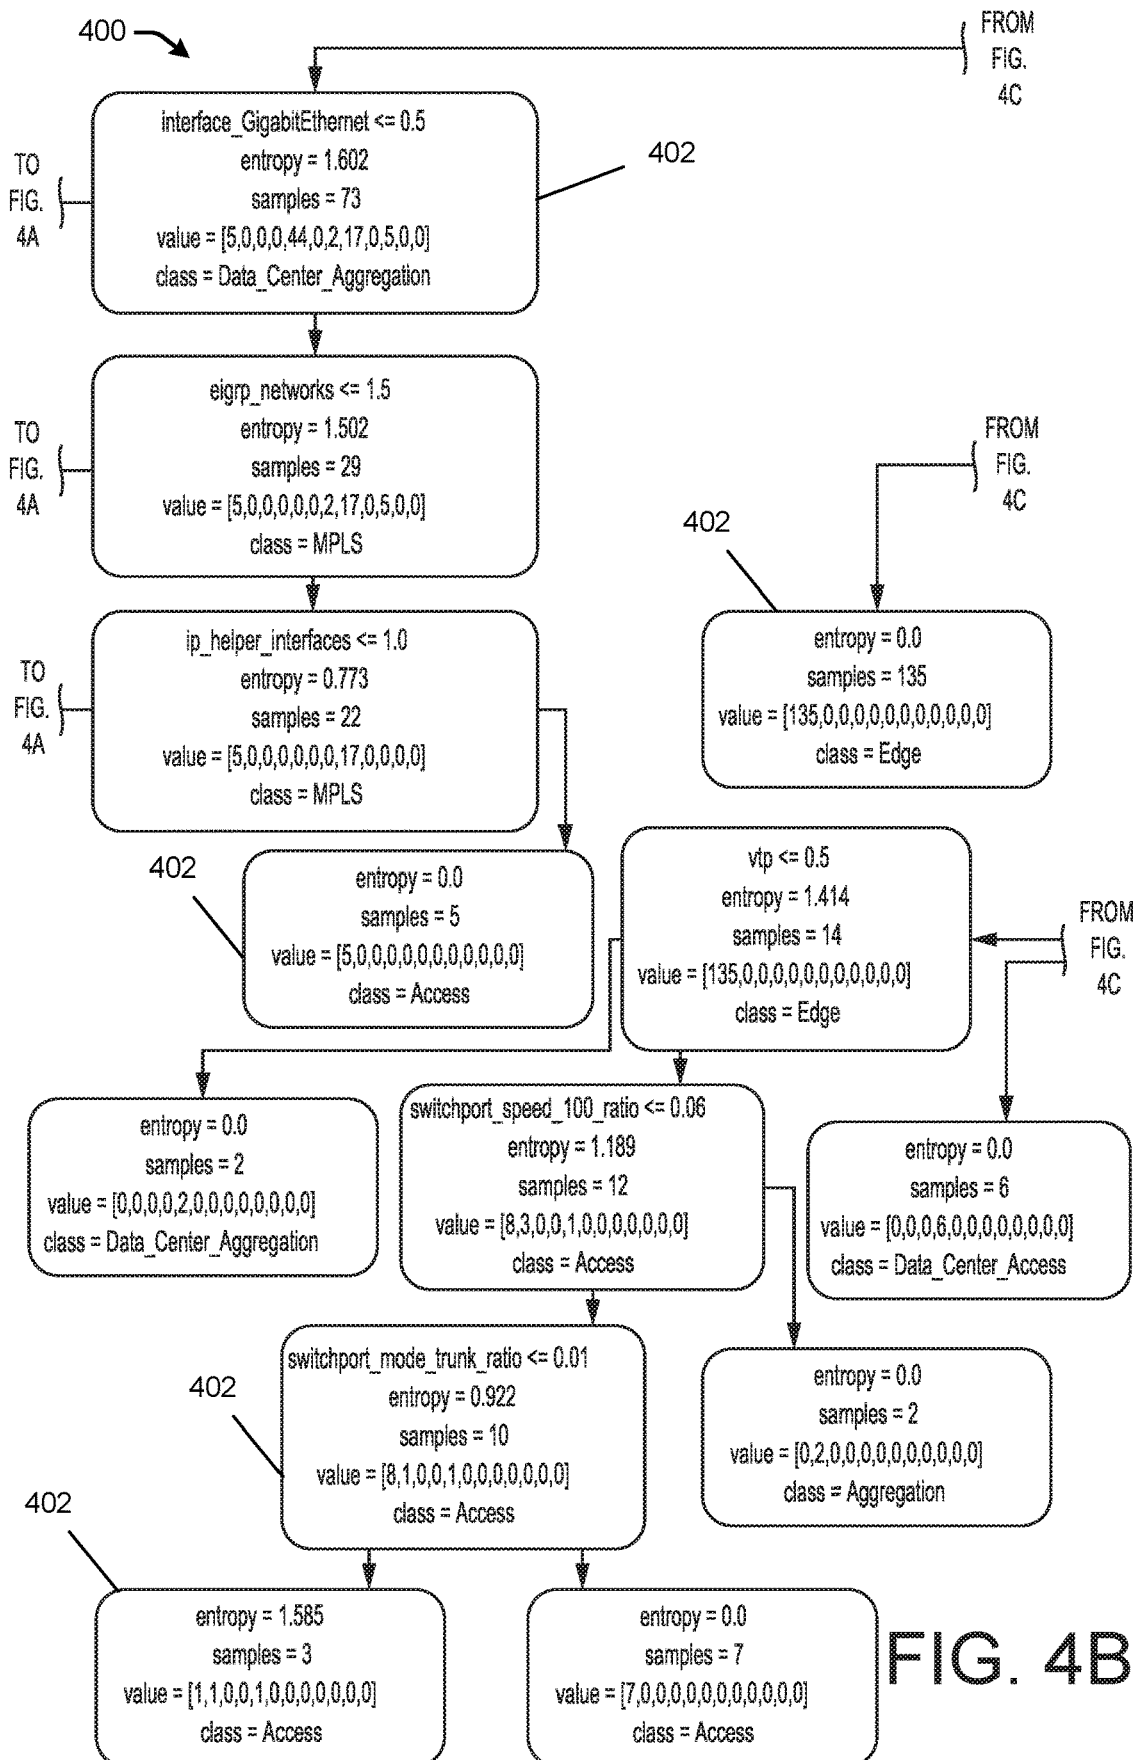 400
FROM
FIG.
4C
interface_GigabitEthernet <= 0.5
entropy = 1.602
samples = 73
value = [5,0,0,0,44,0,2,17,0,5,0,0]
class = Data_Center_Aggregation
402
TO
FIG.
4A
eigrp_networks <= 1.5
entropy = 1.502
samples = 29
value = [5,0,0,0,0,0,2,17,0,5,0,0]
class = MPLS
TO
FIG.
4A
FROM
FIG.
4C
402
ip_helper_interfaces <= 1.0
entropy = 0.773
samples = 22
value = [5,0,0,0,0,0,0,17,0,0,0,0]
class = MPLS
TO
FIG.
4A
entropy = 0.0
samples = 135
value = [135,0,0,0,0,0,0,0,0,0,0,0]
class = Edge
402
entropy = 0.0
samples = 5
value = [5,0,0,0,0,0,0,0,0,0,0,0]
class = Access
vtp <= 0.5
entropy = 1.414
samples = 14
value = [135,0,0,0,0,0,0,0,0,0,0,0]
class = Edge
FROM
FIG.
4C
entropy = 0.0
samples = 2
value = [0,0,0,0,2,0,0,0,0,0,0,0,0]
class = Data_Center_Aggregation
switchport_speed_100_ratio <= 0.06
entropy = 1.189
samples = 12
value = [8,3,0,0,1,0,0,0,0,0,0,0]
class = Access
entropy = 0.0
samples = 6
value = [0,0,0,6,0,0,0,0,0,0,0,0]
class = Data_Center_Access
switchport_mode_trunk_ratio <= 0.01
entropy = 0.922
samples = 10
value = [8,1,0,0,1,0,0,0,0,0,0,0]
class = Access
402
entropy = 0.0
samples = 2
value = [0,2,0,0,0,0,0,0,0,0,0,0]
class = Aggregation
402
entropy = 1.585
samples = 3
value = [1,1,0,0,1,0,0,0,0,0,0,0]
class = Access
entropy = 0.0
samples = 7
value = [7,0,0,0,0,0,0,0,0,0,0,0]
class = Access
FIG. 4B